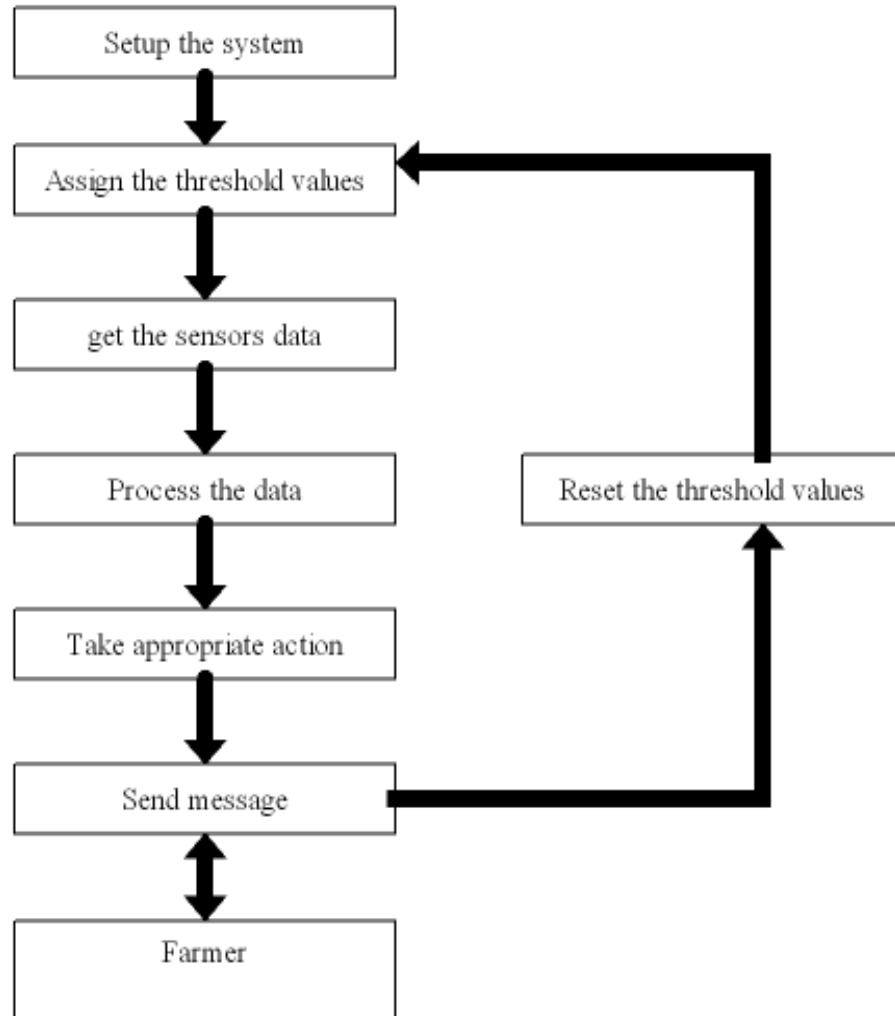 Setup the system
Assign the threshold values
get the sensors data
Process the data
Reset the threshold values
Take appropriate action
Send message
Farmer